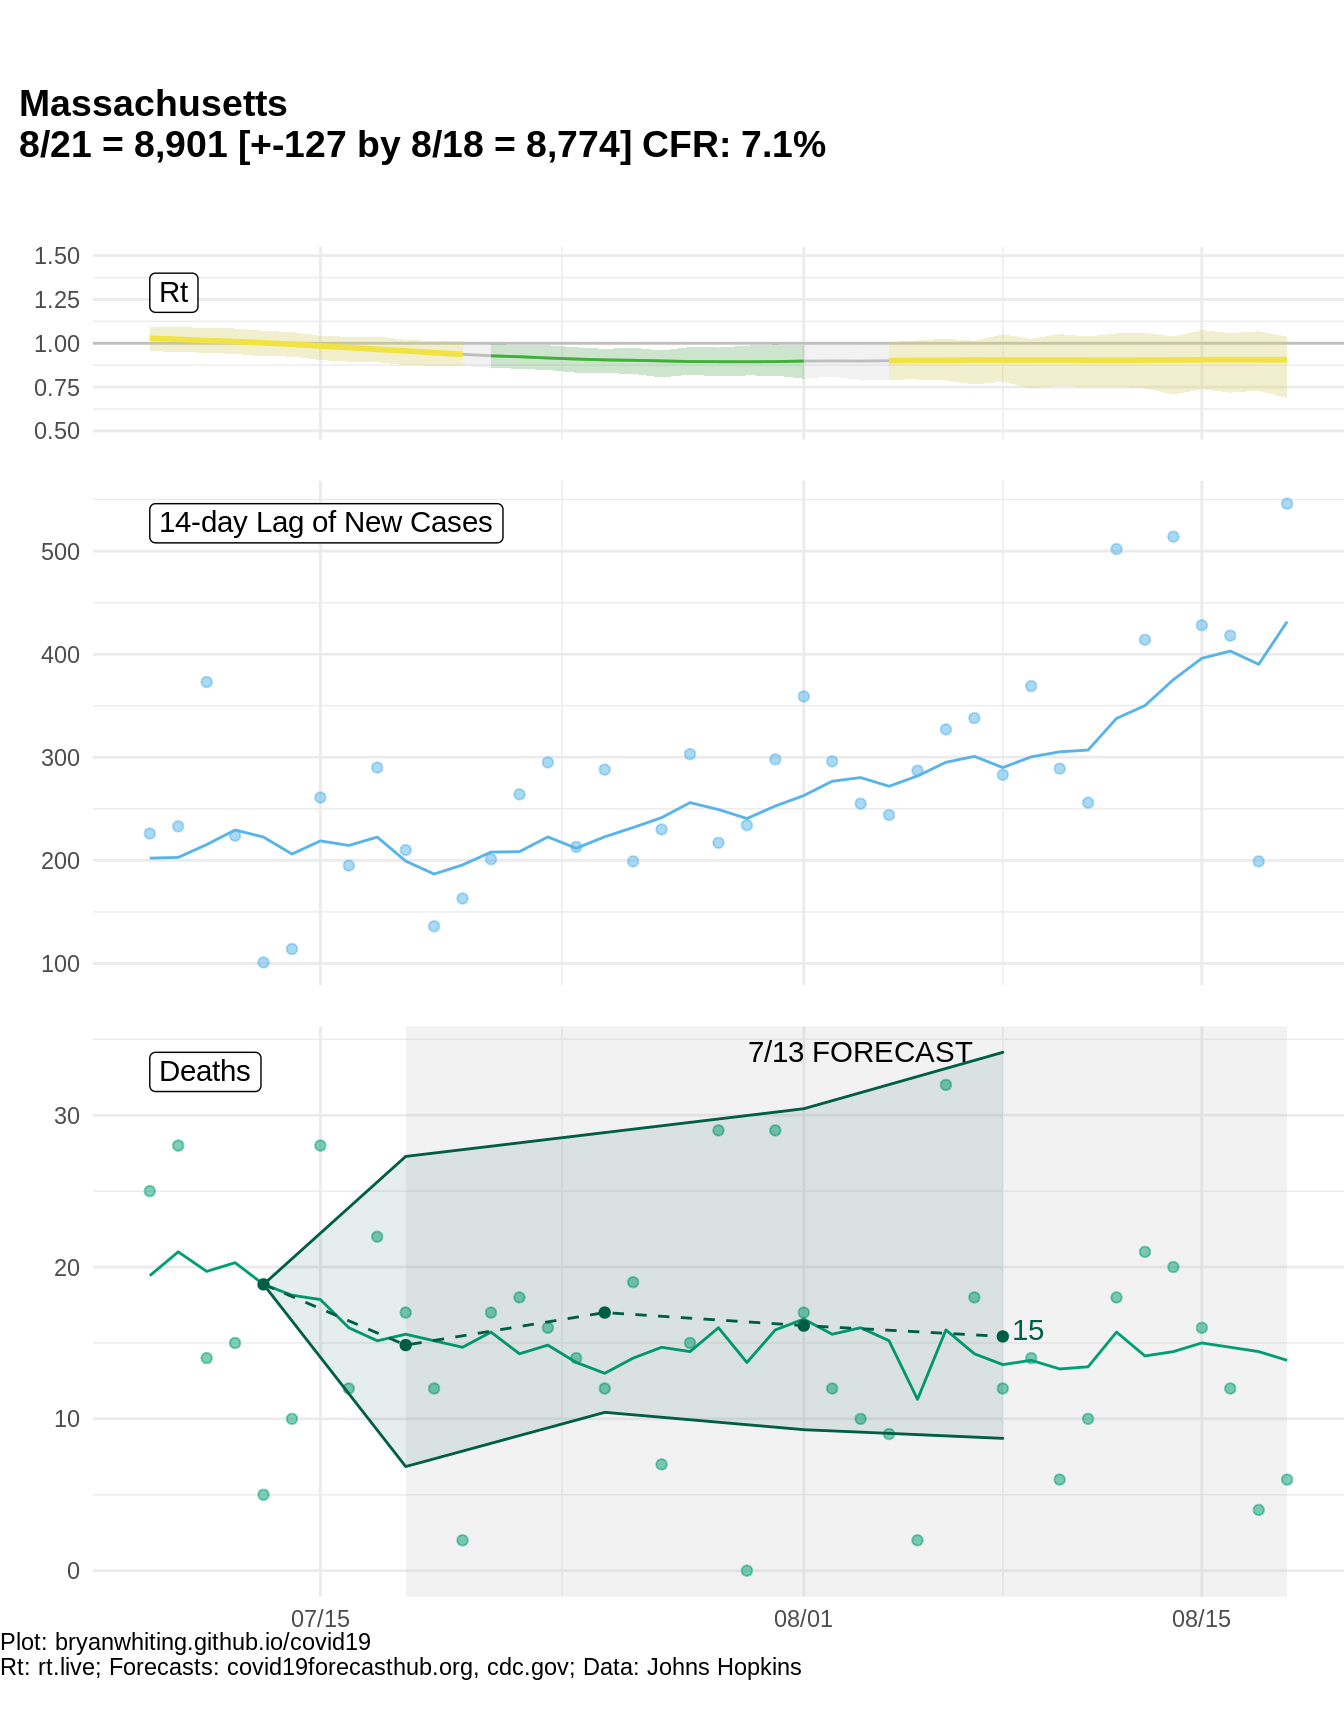 Massachusetts
8/21 = 8,901 [+-127 by 8/18 = 8,774] CFR: 7.1%
1.50
Rt
1.25
1.00
0.75
0.50
14-day Lag of New Cases
500
400
300
200
100
7/13 FORECAST
Deaths
30
20
15
10
0
07/15 08/01 08/15
Plot: bryanwhiting.github.io/covid19
Rt: rt.live; Forecasts: covid19forecasthub.org, cdc.gov; Data: Johns Hopkins